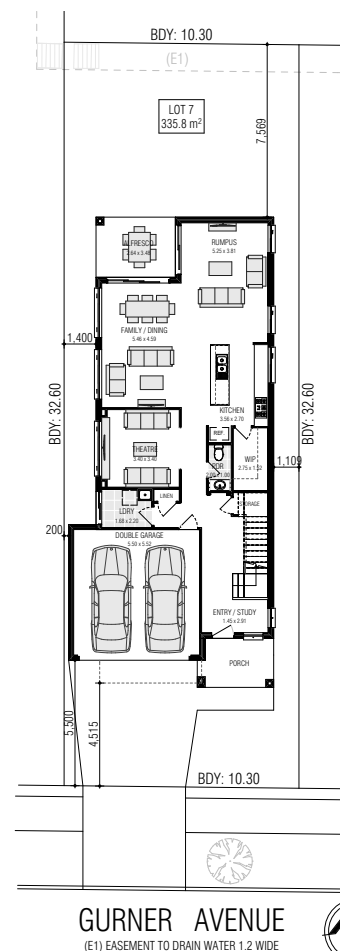 BDY: 10.30
(E1)
LOT 7
335.8 m²
7,569
ALFRESCO
2.64 x 3.48
RUMPUS
5.25 x 3.81
FAMILY / DINING
5.46 x 4.59
1,400
BDY: 32.60
BDY: 32.60
KITCHEN
3.56 x 2.70
REF
THEATRE
3.40 x 3.40
PDR
WIP
2.75 x 1.52
1,109
LINEN
LDRY
1.68 x 2.20
STORAGE
200
DOUBLE GARAGE
5.50 x 5.52
ENTRY / STUDY
1.45 x 2.91
PORCH
5,500
4,515
BDY: 10.30
GURNER AVENUE
(E1) EASEMENT TO DRAIN WATER 1.2 WIDE